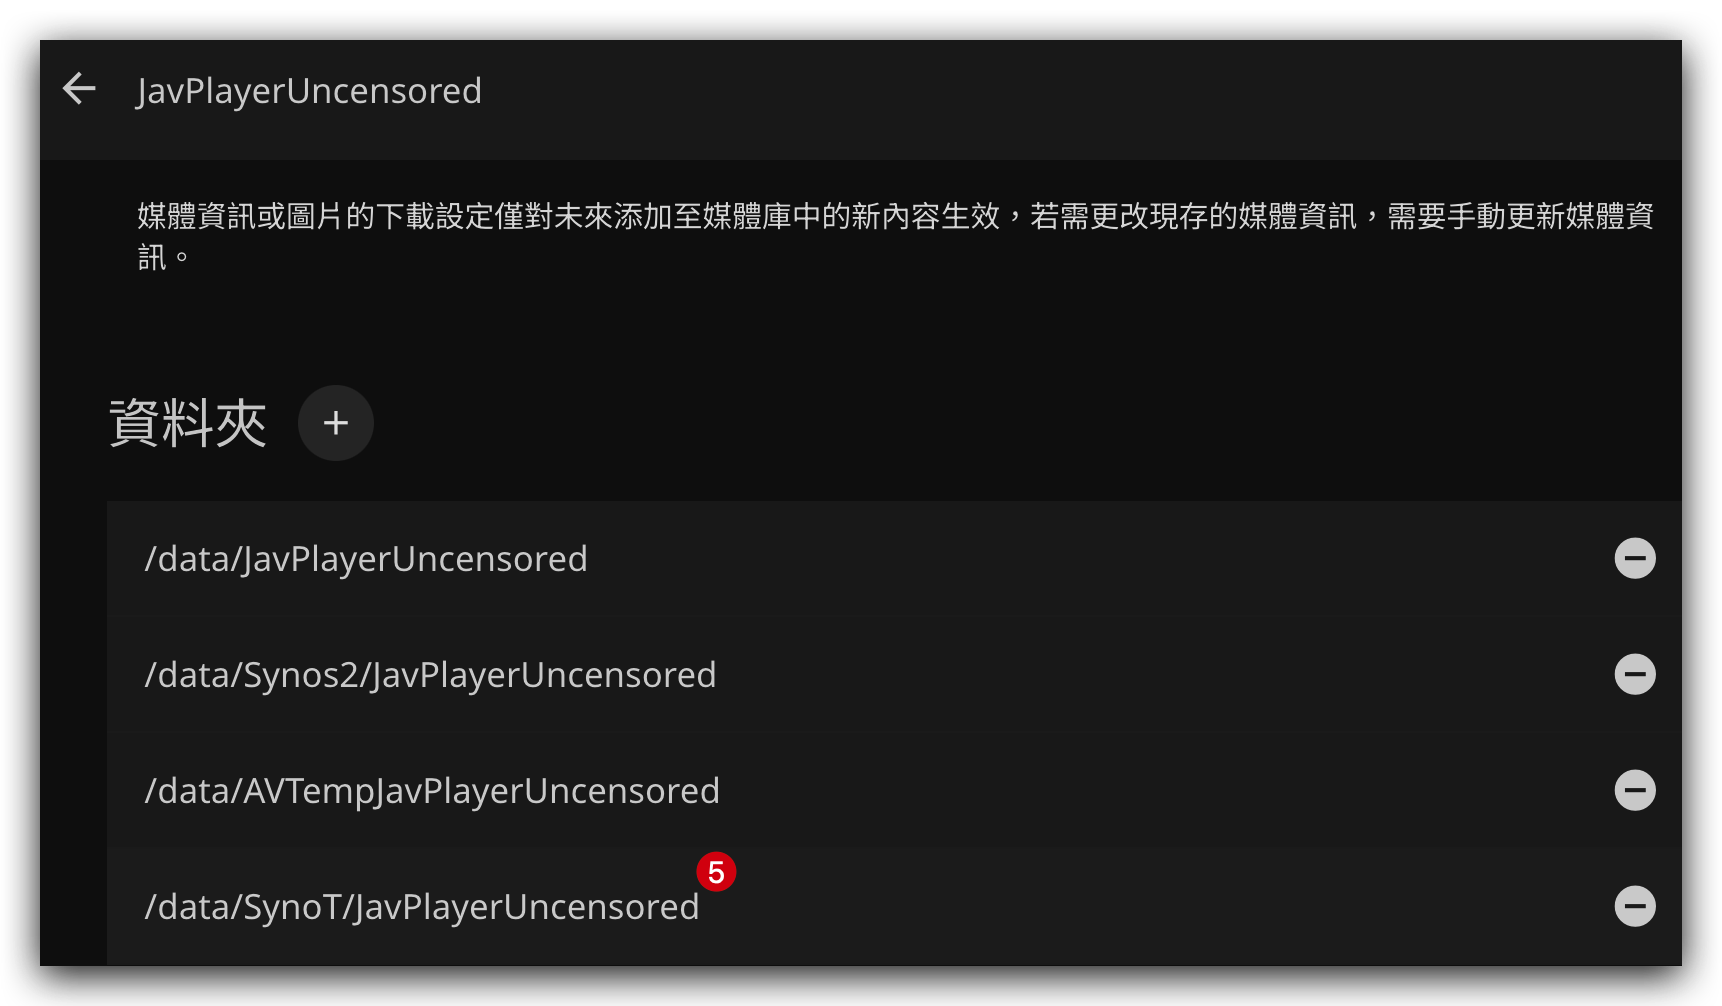 JavPlayerUncensored
媒體資訊或圖片的下載設定僅對未來添加至媒體庫中的新內容生效，若需更改現存的媒體資訊，需要手動更新媒體資
訊。
資料夾 +
/data/JavPlayerUncensored
/data/Synos2/JavPlayerUncensored
/data/AVTempJavPlayerUncensored
5
/data/SynoT/JavPlayerUncensored